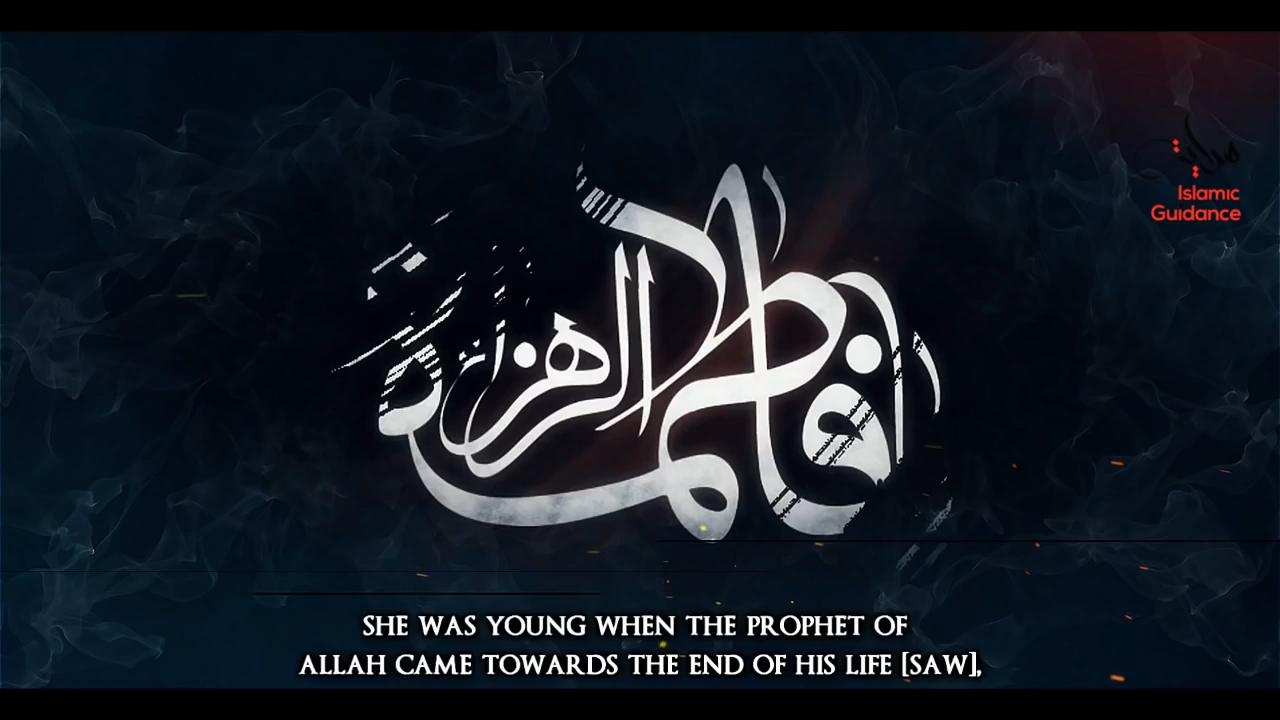 هداية
Islamic
Guidance
فاطمة الزهراء
SHE WAS YOUNG WHEN THE PROPHET OF
ALLAH CAME TOWARDS THE END OF HIS LIFE [SAW],